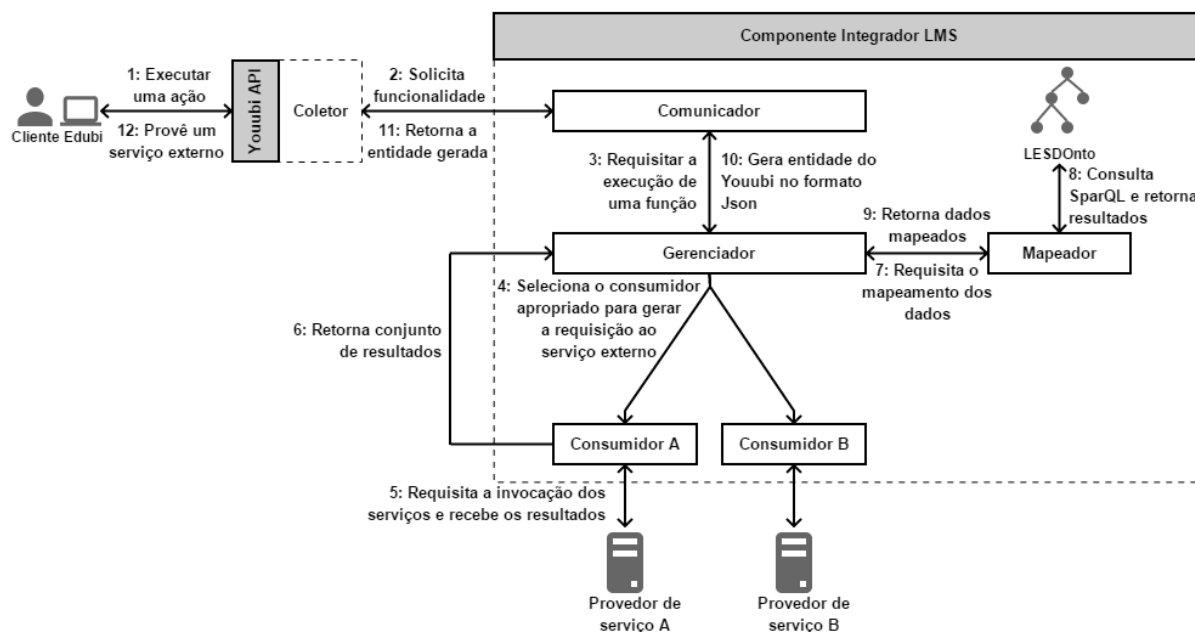 Componente Integrador LMS
1: Executar
uma ação
12: Provê um
serviço externo
Cliente Edubi
Youubi API
Coletor
2: Solicita
funcionalidade
11: Retorna a
entidade gerada
Comunicador
LESDOnto
3: Requisitar a
execução de
uma função
10: Gera entidade do
Youubi no formato
Json
8: Consulta
SparQL e retorna
resultados
9: Retorna dados
mapeados
Gerenciador
Mapeador
7: Requisita o
mapeamento dos
dados
4: Seleciona o consumidor
apropriado para gerar
a requisição ao
serviço externo
6: Retorna conjunto
de resultados
Consumidor A
Consumidor B
5: Requisita a invocação dos
serviços e recebe os resultados
Provedor de
serviço A
Provedor de
serviço B